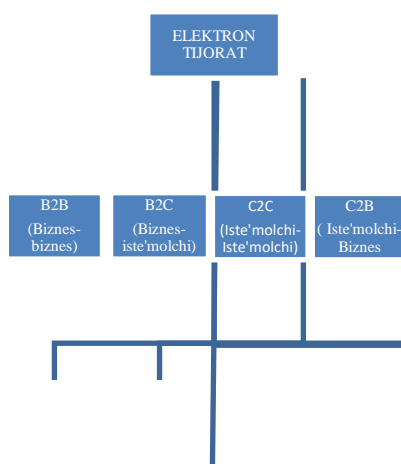 ELEKTRON
TIJORAT
B2B
(Biznes-
biznes)
B2C
(Biznes-
iste'molchi)
C2C
(Iste'molchi-
Iste'molchi)
C2B
( Iste'molchi-
Biznes